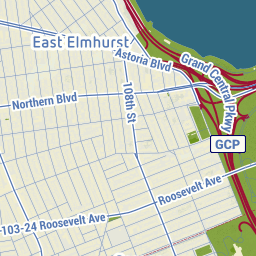 East Elmhurst
Astoria Blvd
Grand Central Pkwy
Northern Blvd
108th St
GCP
Roosevelt Ave
-103-24 Roosevelt Ave